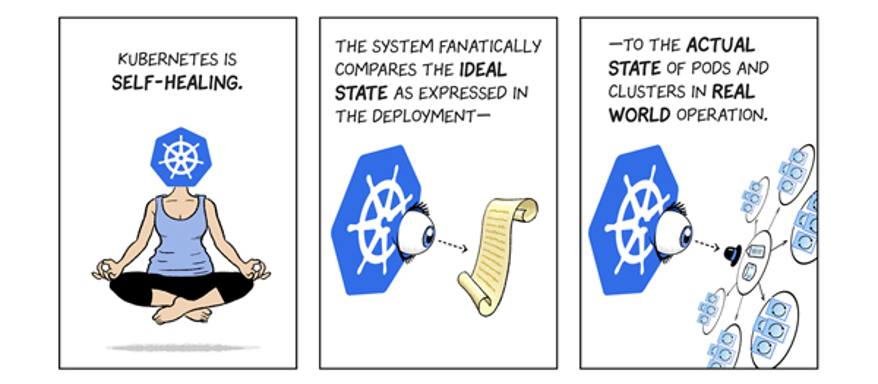 KUBERNETES IS
SELF-HEALING.
THE SYSTEM FANATICALLY
COMPARES THE IDEAL
STATE AS EXPRESSED IN
THE DEPLOYMENT—
—TO THE ACTUAL
STATE OF PODS AND
CLUSTERS IN REAL
WORLD OPERATION.